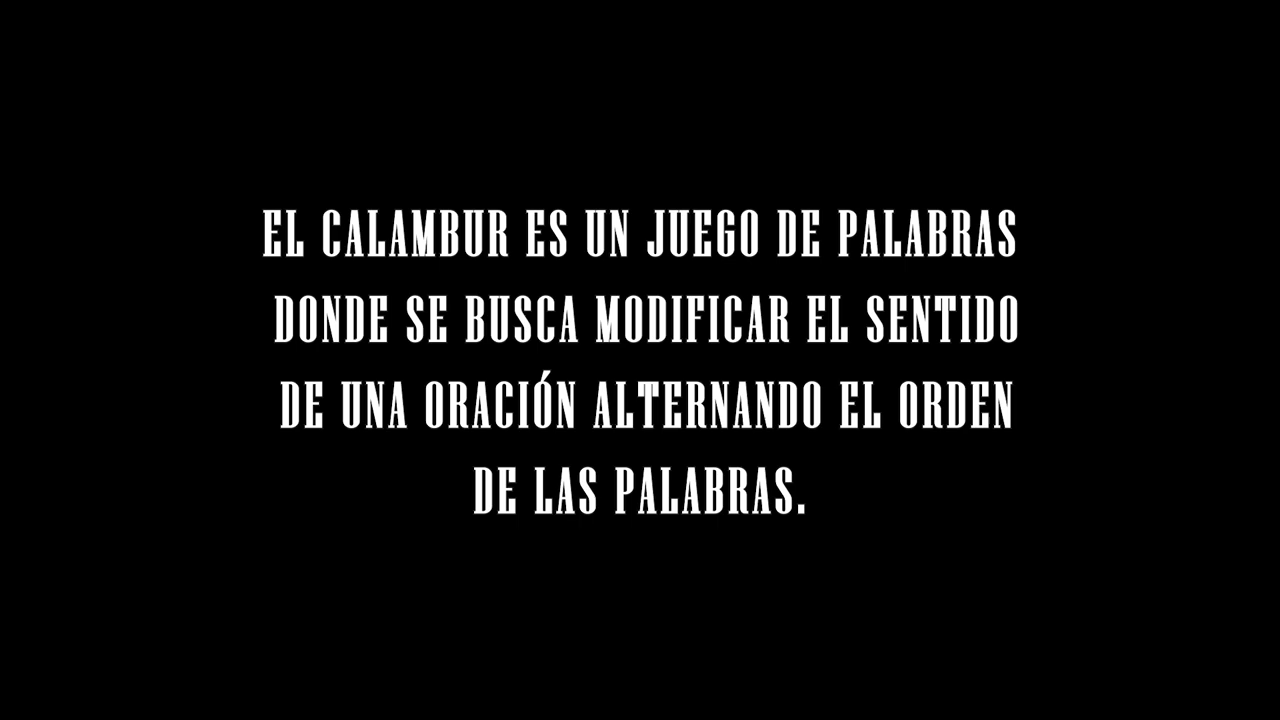 EL CALAMBUR ES UN JUEGO DE PALABRAS
DONDE SE BUSCA MODIFICAR EL SENTIDO
DE UNA ORACIÓN ALTERNANDO EL ORDEN
DE LAS PALABRAS.